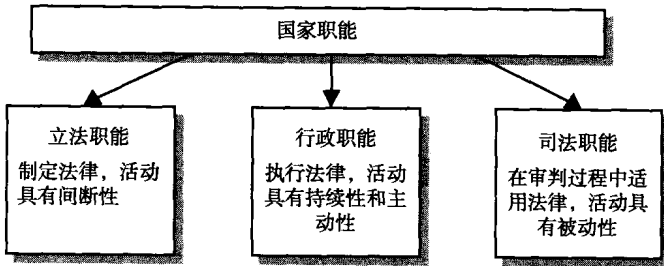 国家职能
立法职能
制定法律，活动
具有间断性
行政职能
执行法律，活动
具有持续性和主
动性
司法职能
在审判过程中适
用法律，活动具
有被动性